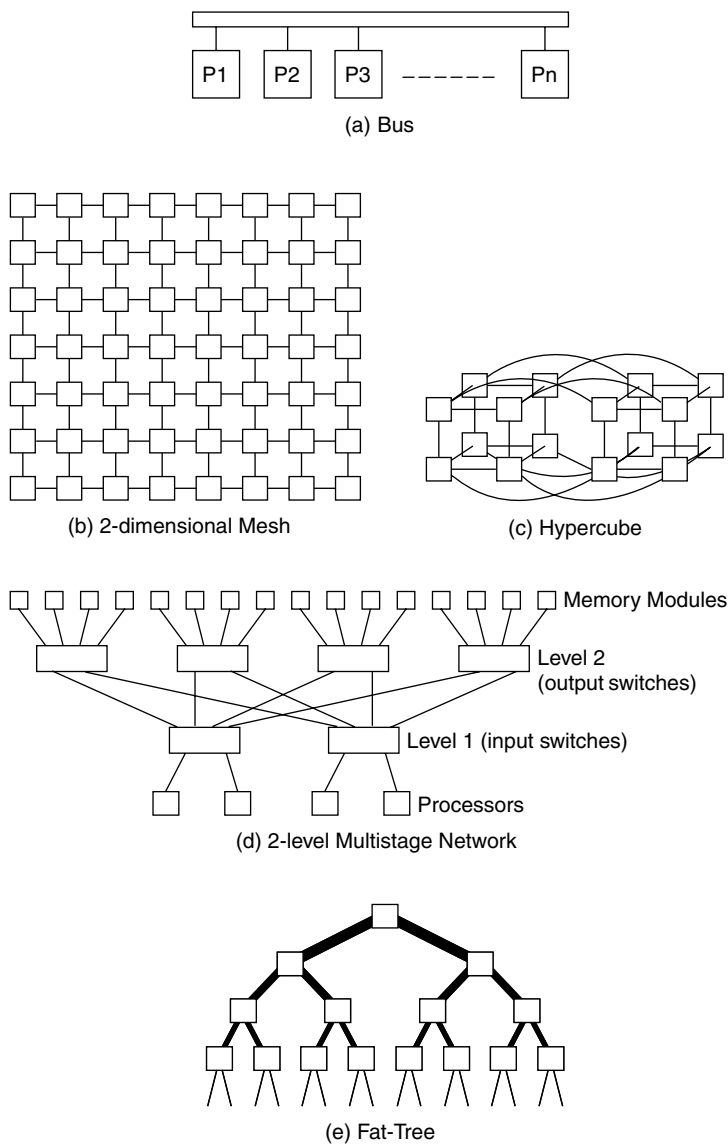 P1 P2 P3 Pn
(a) Bus
(b) 2-dimensional Mesh
(c) Hypercube
Memory Modules
Level 2
(output switches)
Level 1 (input switches)
Processors
(d) 2-level Multistage Network
(e) Fat-Tree